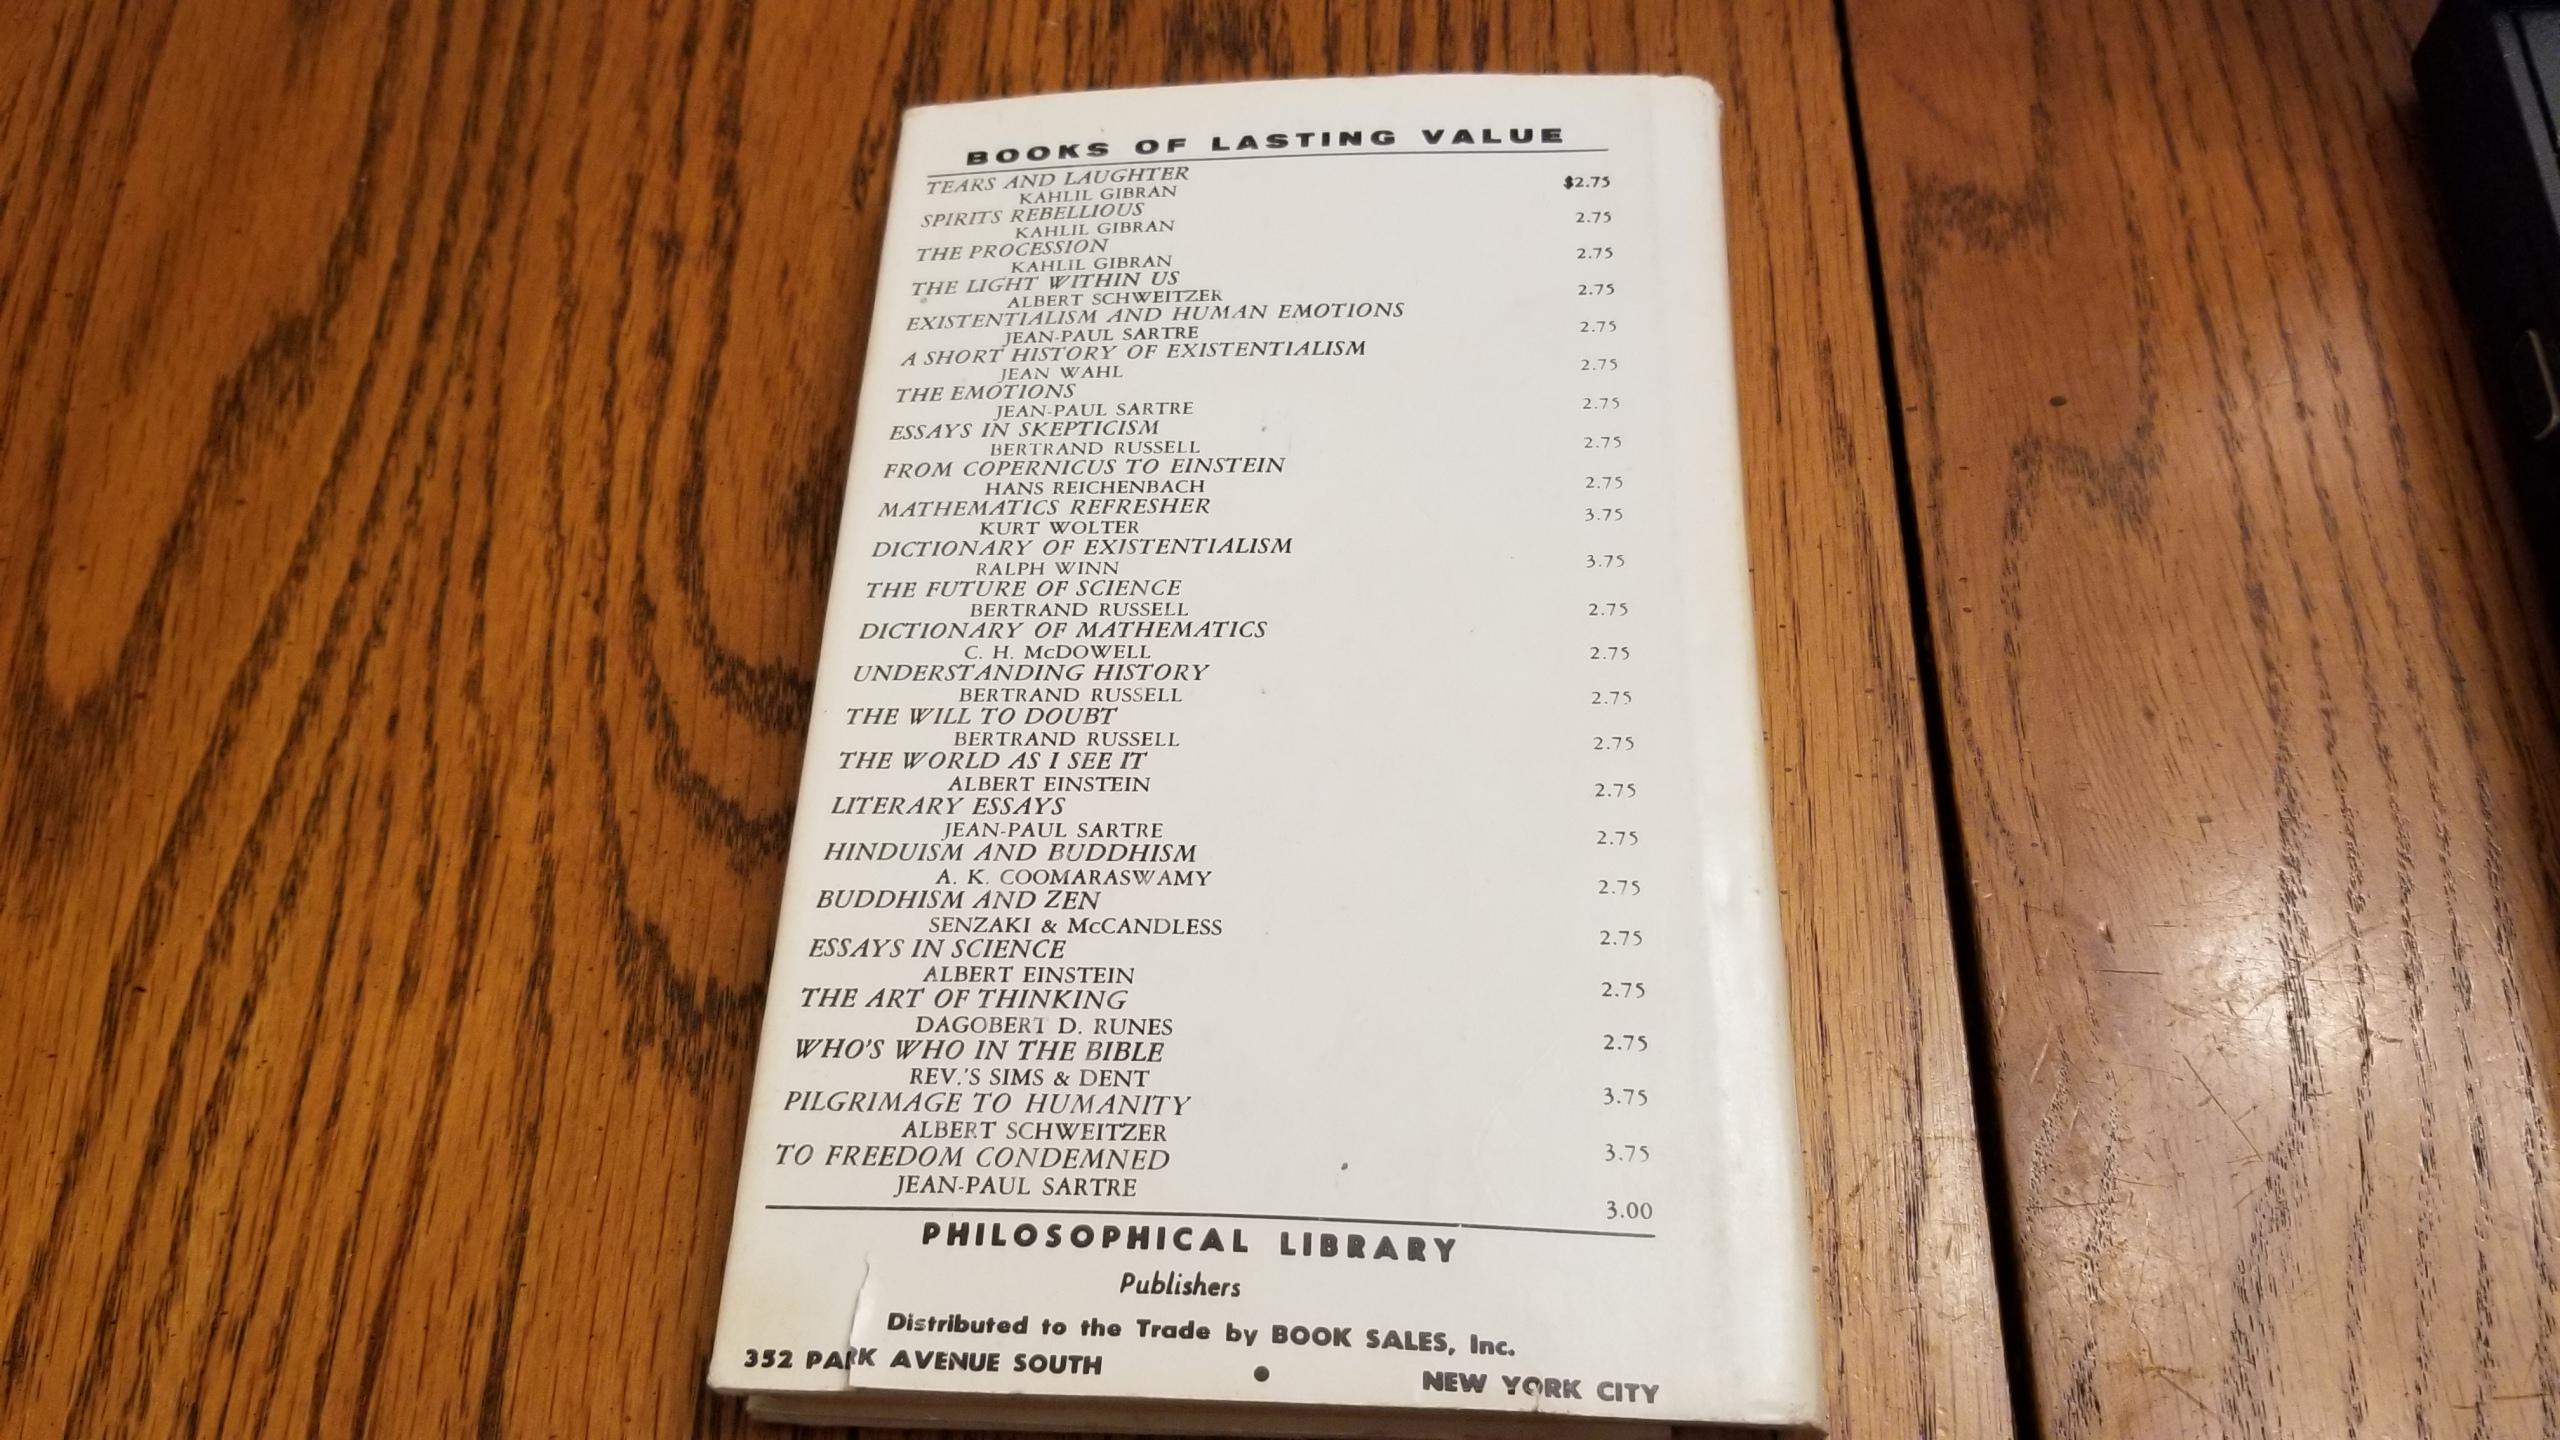 BOOKS OF LASTING VALUE
TEARS AND LAUGHTER $2.75
KAHLIL GIBRAN
SPIRITS REBELLIOUS 2.75
KAHLIL GIBRAN
THE PROCESSION 2.75
KAHLIL GIBRAN
THE LIGHT WITHIN US 2.75
ALBERT SCHWEITZER
EXISTENTIALISM AND HUMAN EMOTIONS 2.75
JEAN-PAUL SARTRE
A SHORT HISTORY OF EXISTENTIALISM 2.75
JEAN WAHL
THE EMOTIONS 2.75
JEAN-PAUL SARTRE
ESSAYS IN SKEPTICISM 2.75
BERTRAND RUSSELL
FROM COPERNICUS TO EINSTEIN 2.75
HANS REICHENBACH
MATHEMATICS REFRESHER 3.75
KURT WOLTER
DICTIONARY OF EXISTENTIALISM 3.75
RALPH WINN
THE FUTURE OF SCIENCE 2.75
BERTRAND RUSSELL
DICTIONARY OF MATHEMATICS 2.75
C. H. McDOWELL
UNDERSTANDING HISTORY 2.75
BERTRAND RUSSELL
THE WILL TO DOUBT 2.75
BERTRAND RUSSELL
THE WORLD AS I SEE IT 2.75
ALBERT EINSTEIN
LITERARY ESSAYS 2.75
JEAN-PAUL SARTRE
HINDUISM AND BUDDHISM 2.75
A. K. COOMARASWAMY
BUDDHISM AND ZEN 2.75
SENZAKI & McCANDLESS
ESSAYS IN SCIENCE 2.75
ALBERT EINSTEIN
THE ART OF THINKING 2.75
DAGOBERT D. RUNES
WHO'S WHO IN THE BIBLE 3.75
REV.'S SIMS & DENT
PILGRIMAGE TO HUMANITY 3.75
ALBERT SCHWEITZER
TO FREEDOM CONDEMNED 3.00
JEAN-PAUL SARTRE
PHILOSOPHICAL LIBRARY
Publishers
Distributed to the Trade by BOOK SALES, Inc.
352 PARK AVENUE SOUTH • NEW YORK CITY